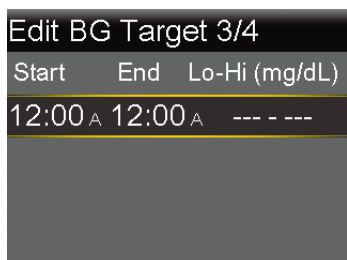 Edit BG Target 3/4
Start End Lo-Hi (mg/dL)
12:00 A 12:00 A --- - ---